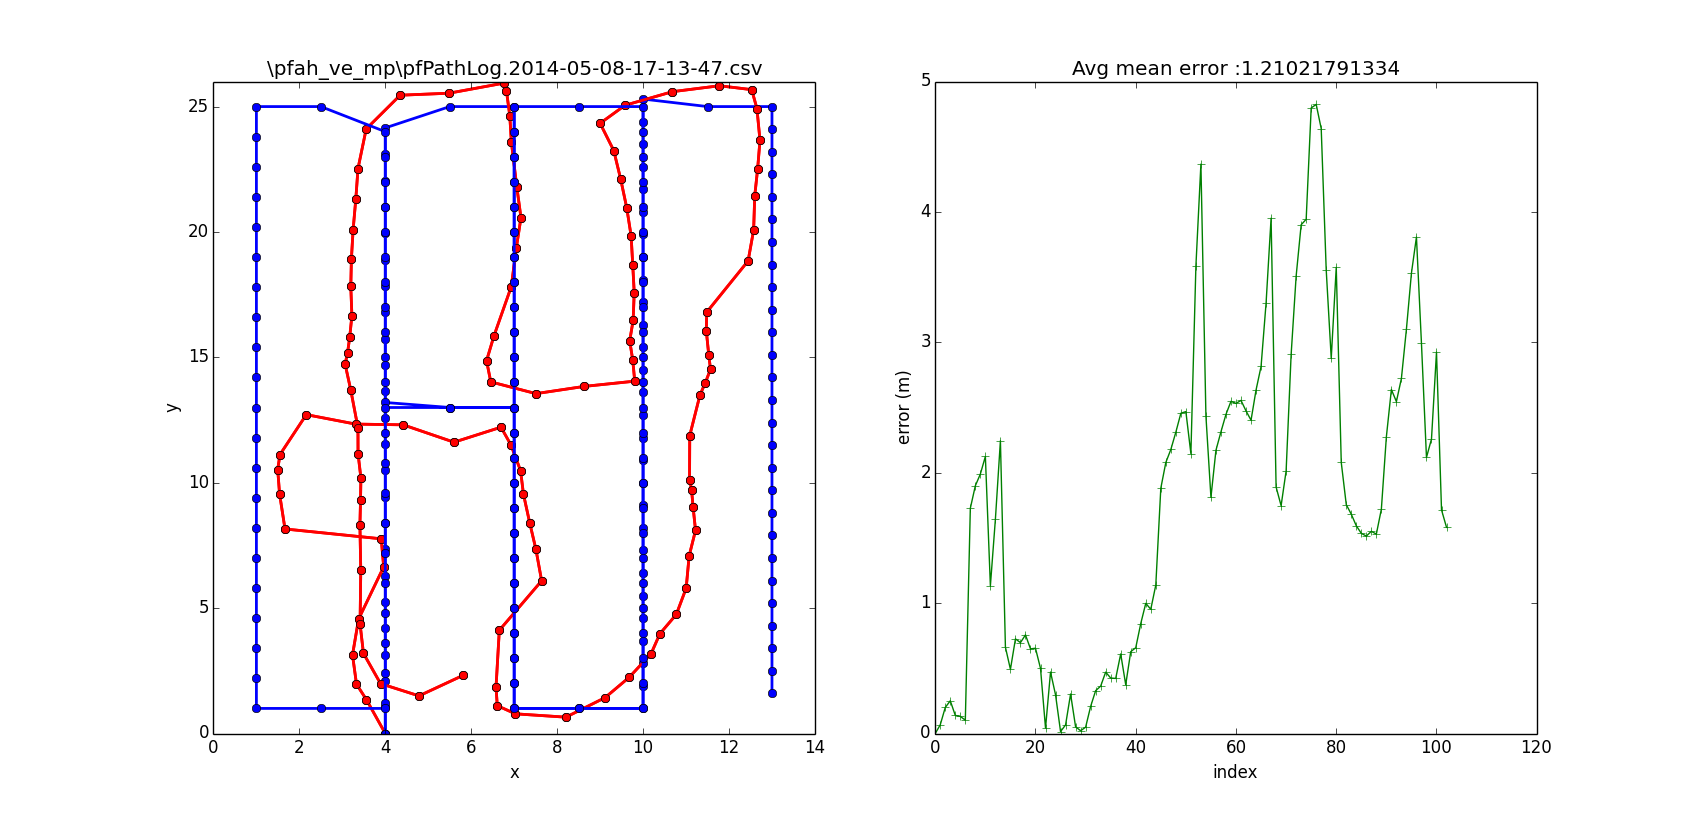 \pfah_ve_mp\pfPathLog.2014-05-08-17-13-47.csv
25
20
15
10
5
0
y
0 2 4 6 8 10 12 14
x
Avg mean error :1.21021791334
5
4
3
2
1
0
error (m)
0 20 40 60 80 100 120
index